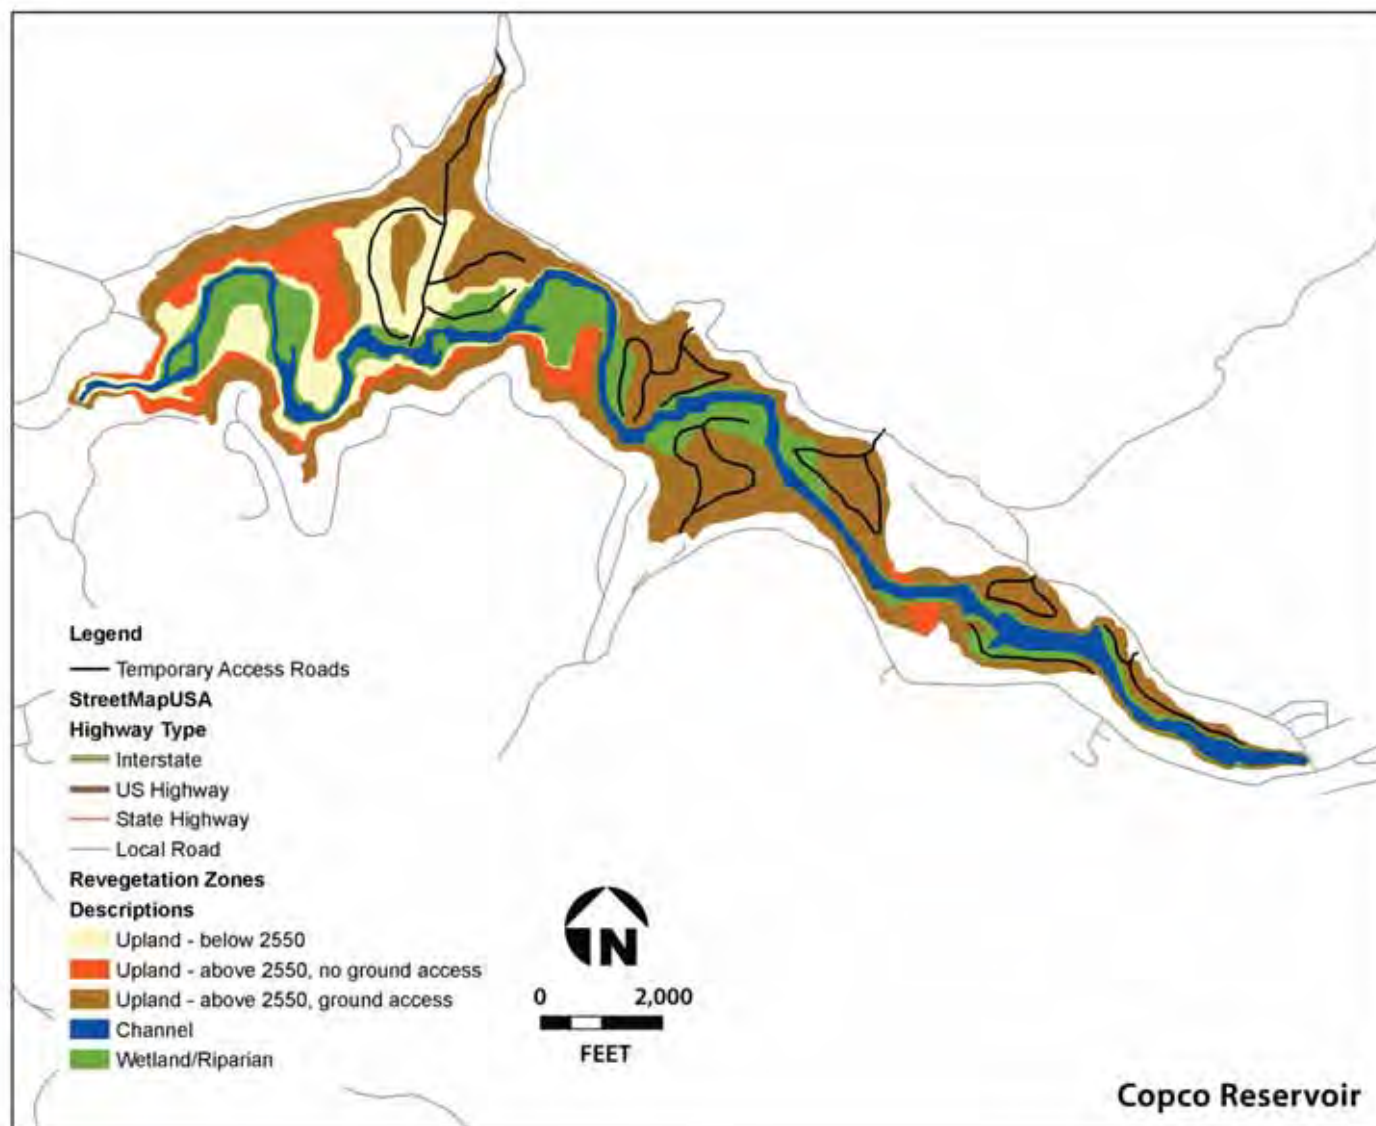 Legend
Temporary Access Roads
StreetMapUSA
Highway Type
Interstate
US Highway
State Highway
Local Road
Revegetation Zones
Descriptions
Upland - below 2550
Upland - above 2550, no ground access
Upland - above 2550, ground access
Channel
Wetland/Riparian
N
0 2,000
FEET
Copco Reservoir